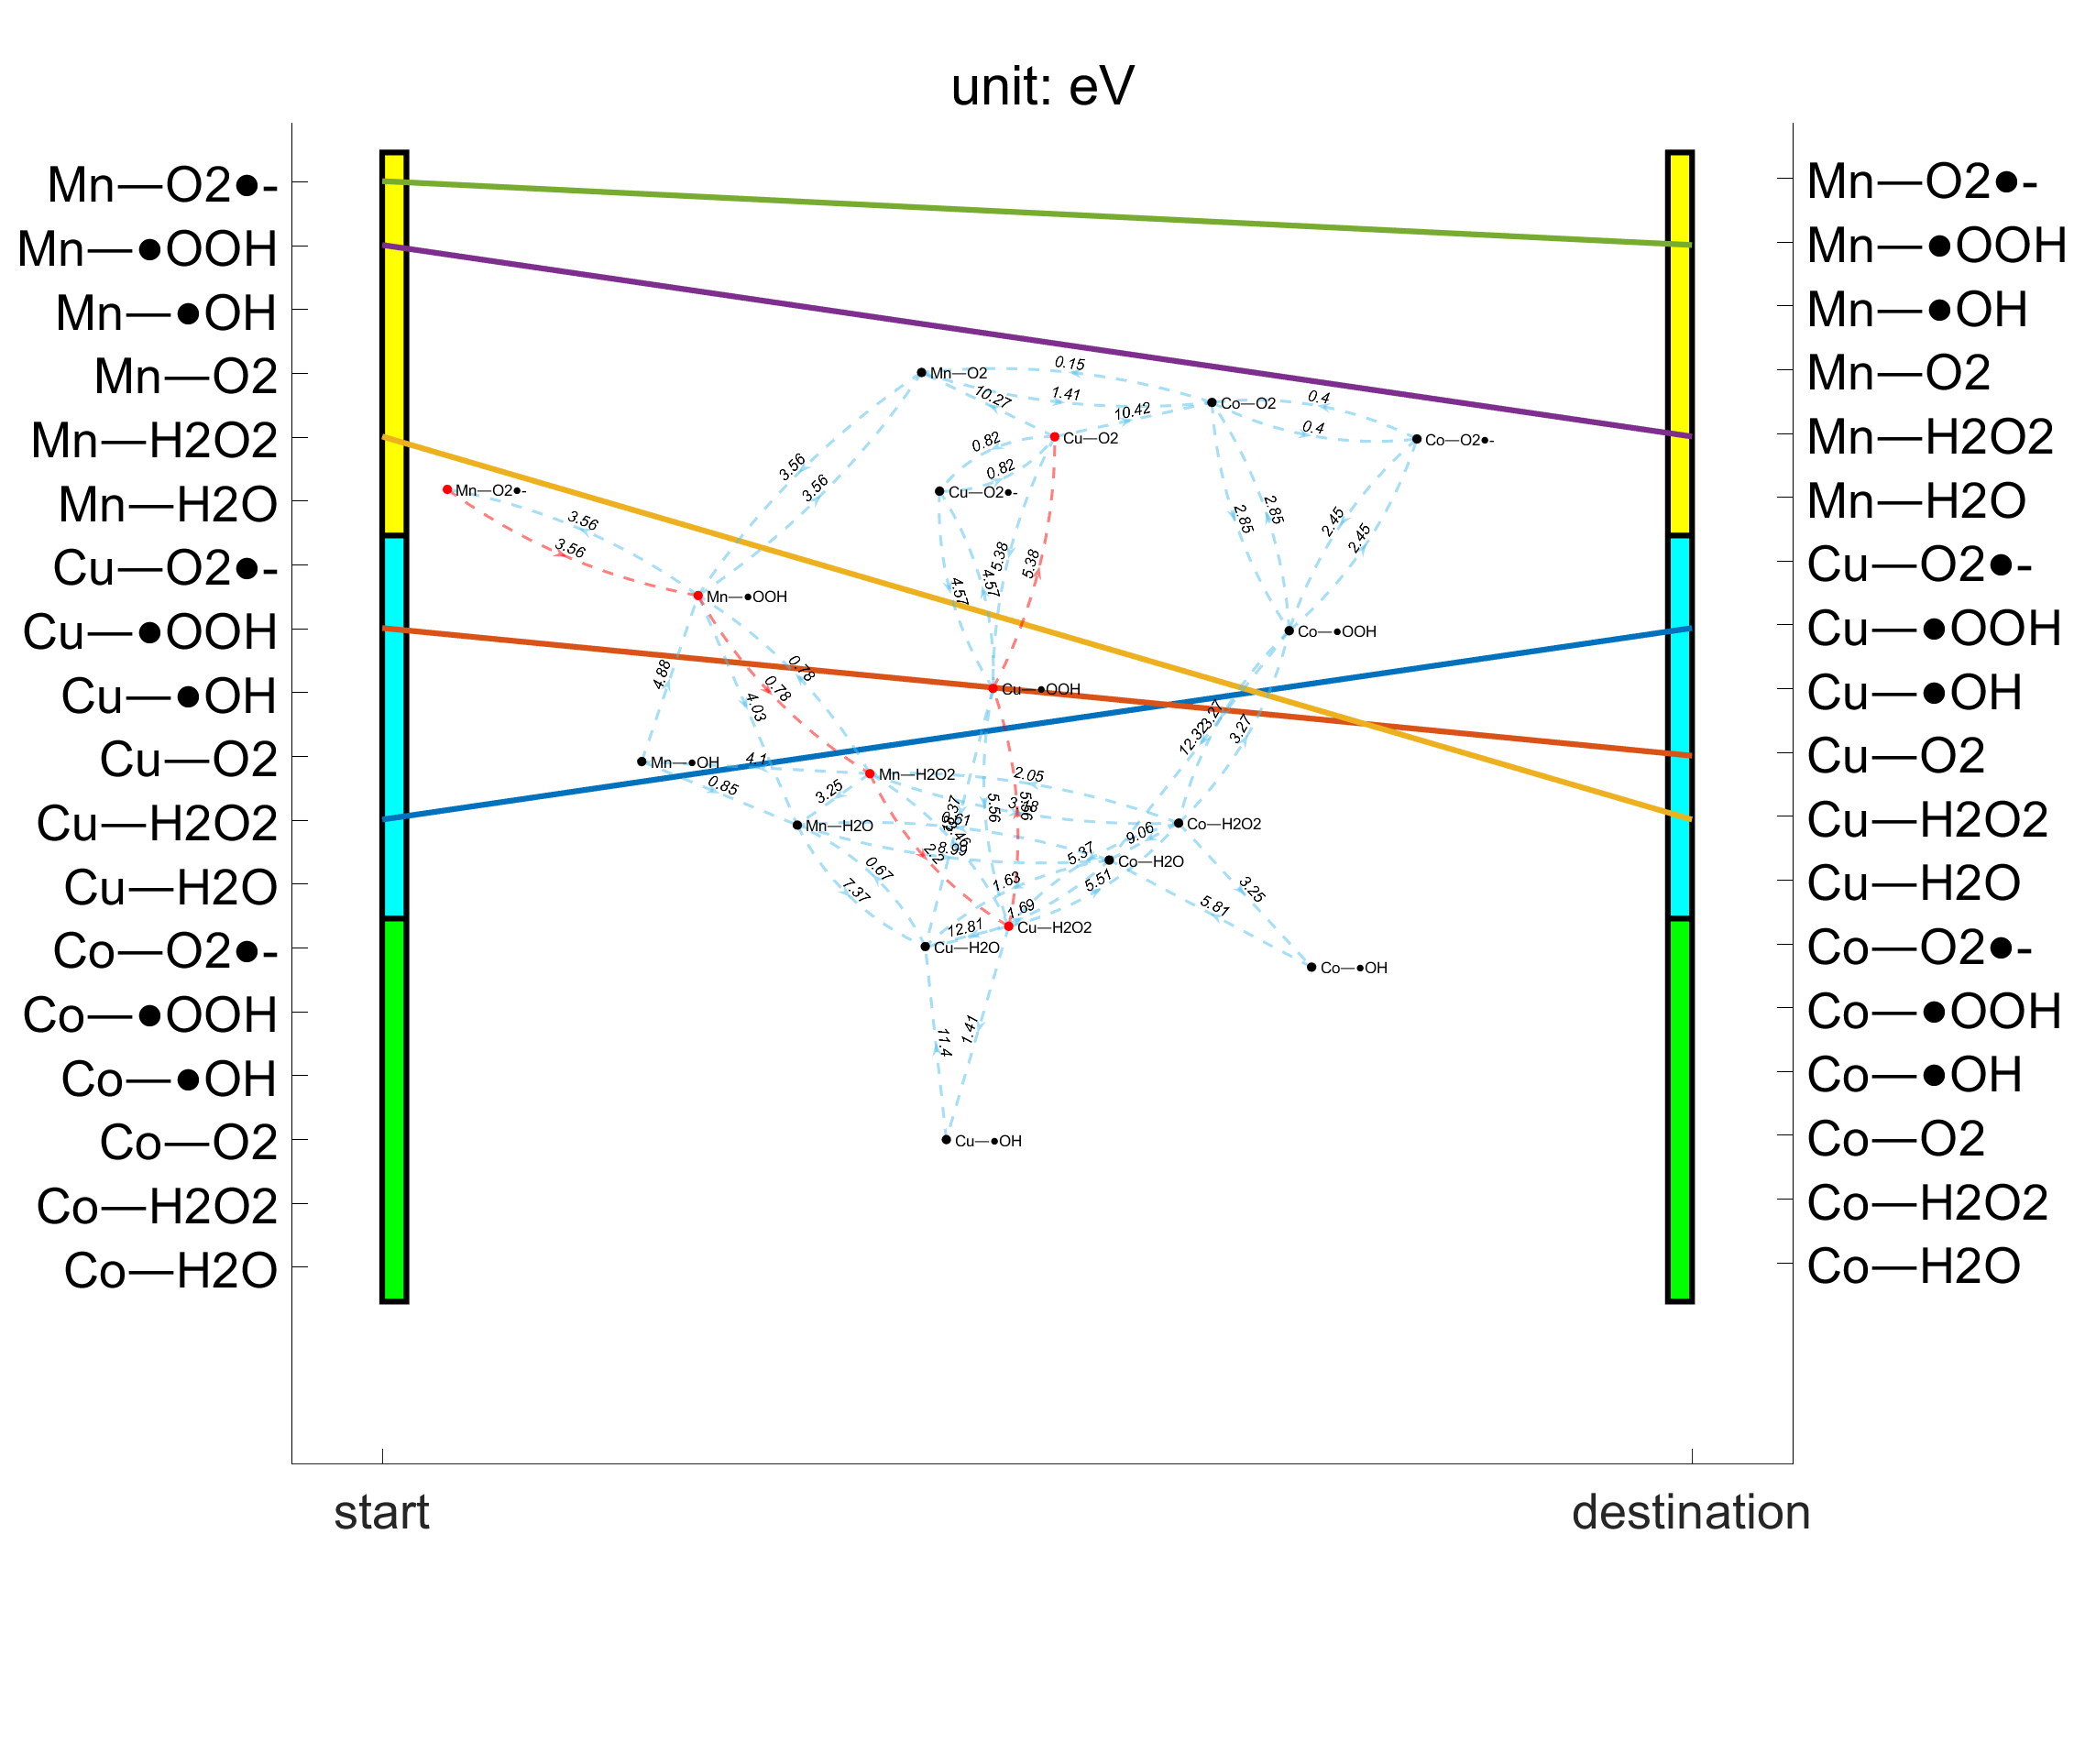 unit: eV
Mn—O2●-
Mn—●OOH
Mn—●OH
Mn—O2
Mn—H2O2
Mn—H2O
Cu—O2●-
Cu—●OOH
Cu—●OH
Cu—O2
Cu—H2O2
Cu—H2O
Co—O2●-
Co—●OOH
Co—●OH
Co—O2
Co—H2O2
Co—H2O
Mn—O2
0.15
10.27
1.41
10.42
Co—O2
0.4
0.4
Co—O2●-
Cu—O2
0.82
0.82
Cu—O2●-
3.56
3.56
Mn—O2●-
3.56
3.56
2.85
2.85
2.45
2.45
5.38
5.38
4.57
4.57
Mn—●OOH
Co—●OOH
4.88
0.78
0.78
4.03
Cu—●OOH
12.32
3.27
3.27
Mn—●OH
4.1
0.85
Mn—H2O2
2.05
3.25
5.56
5.56
Mn—H2O
Co—H2O2
9.06
8.99
2.2
5.37
Co—H2O
0.67
7.37
1.63
5.51
3.25
5.81
1.69
12.81
Cu—H2O2
Cu—H2O
Co—●OH
11.4
1.41
Cu—●OH
Mn—O2●-
Mn—●OOH
Mn—●OH
Mn—O2
Mn—H2O2
Mn—H2O
Cu—O2●-
Cu—●OOH
Cu—●OH
Cu—O2
Cu—H2O2
Cu—H2O
Co—O2●-
Co—●OOH
Co—●OH
Co—O2
Co—H2O2
Co—H2O
start
destination